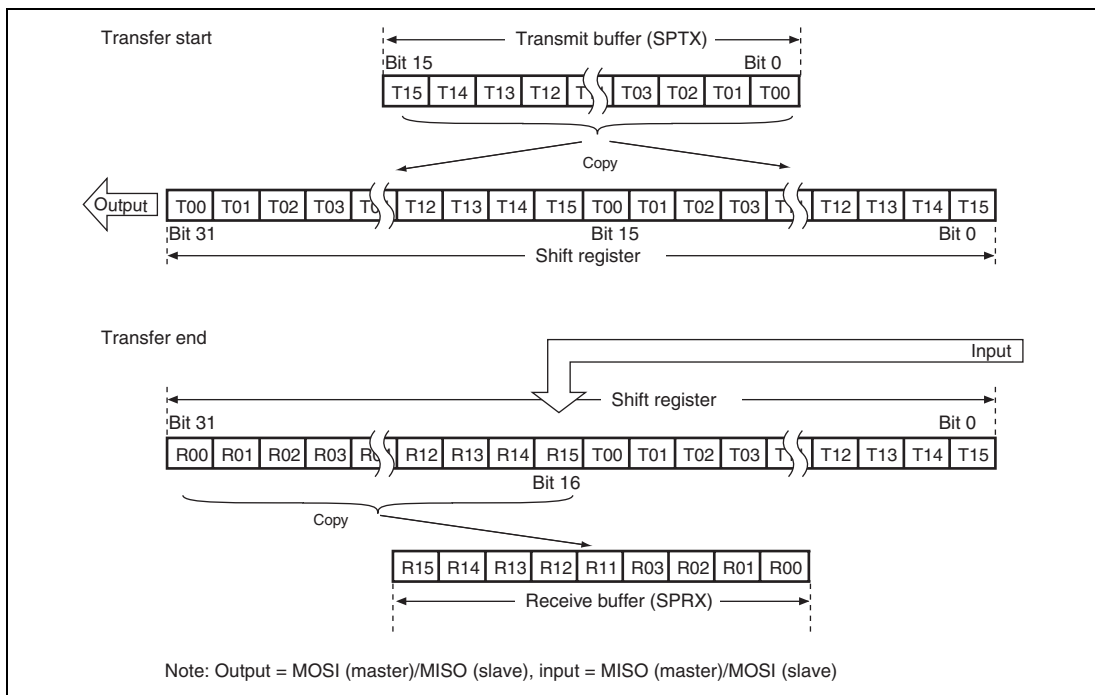 Transfer start
Transmit buffer (SPTX)
Bit 15 Bit 0
T15 T14 T13 T12 T03 T02 T01 T00
Copy
Output T00 T01 T02 T03 T12 T13 T14 T15 T00 T01 T02 T03 T12 T13 T14 T15
Bit 31 Bit 15 Bit 0
Shift register
Transfer end
Input
Shift register
Bit 31 Bit 0
R00 R01 R02 R03 R12 R13 R14 R15 T00 T01 T02 T03 T12 T13 T14 T15
Bit 16
Copy
R15 R14 R13 R12 R11 R03 R02 R01 R00
Receive buffer (SPRX)
Note: Output = MOSI (master)/MISO (slave), input = MISO (master)/MOSI (slave)